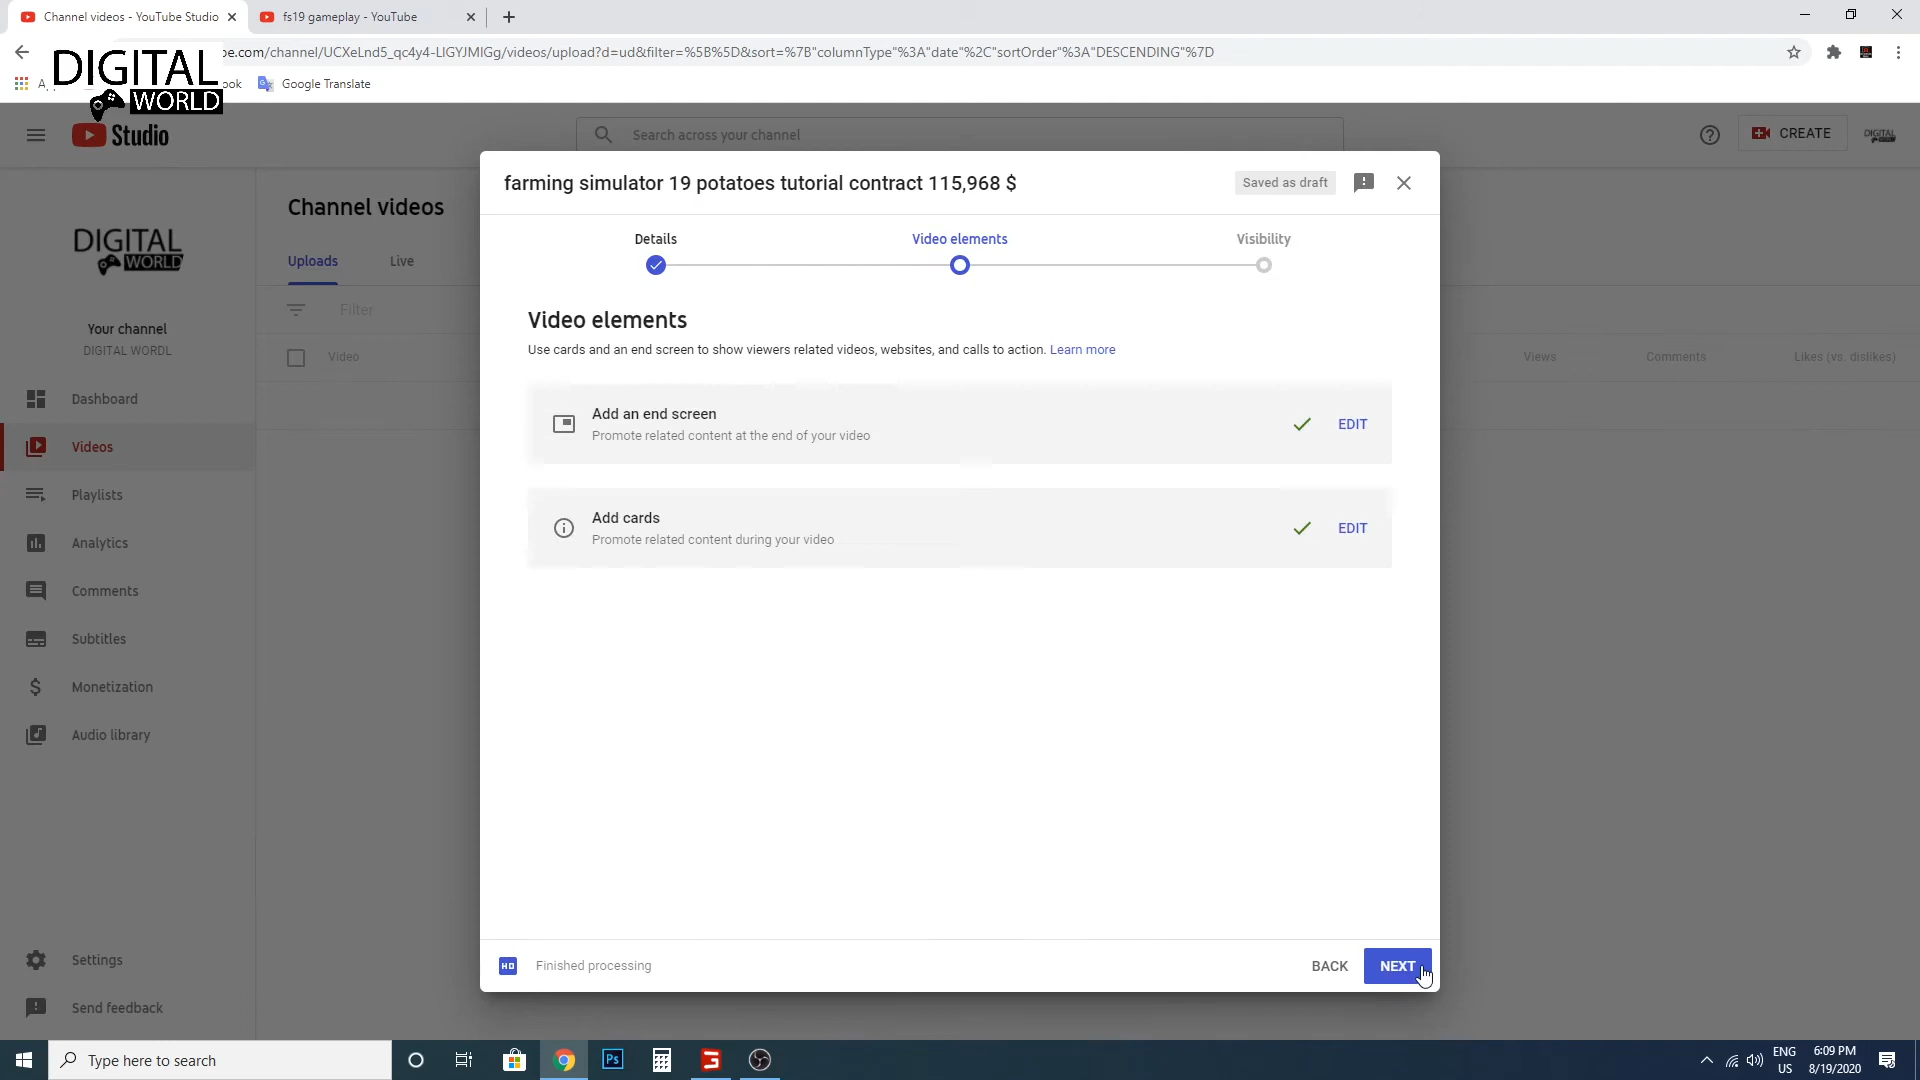 Channel videos - YouTube Studio
fs19 gameplay - YouTube
be.com/channel/UCXeLnd5_qc4y4-LlGYJMlGg/videos/upload?d=ud&filter=%5B%5D&sort=%7B"columnType"%3A"date"%2C"sortOrder"%3A"DESCENDING"%7D
DIGITAL
WORLD
ook
Google Translate
Studio
Search across your channel
CREATE
DIGITAL
WORLD
Your channel
DIGITAL WORDL
Dashboard
Videos
Playlists
Analytics
Comments
Subtitles
Monetization
Audio library
Settings
Send feedback
Channel videos
Uploads
Live
Filter
Video
Views
Comments
Likes (vs. dislikes)
farming simulator 19 potatoes tutorial contract 115,968 $
Saved as draft
Details
Video elements
Visibility
Video elements
Use cards and an end screen to show viewers related videos, websites, and calls to action. Learn more
Add an end screen
Promote related content at the end of your video
EDIT
Add cards
Promote related content during your video
EDIT
HD
Finished processing
BACK
NEXT
Type here to search
Ps
ENG
US
6:09 PM
8/19/2020